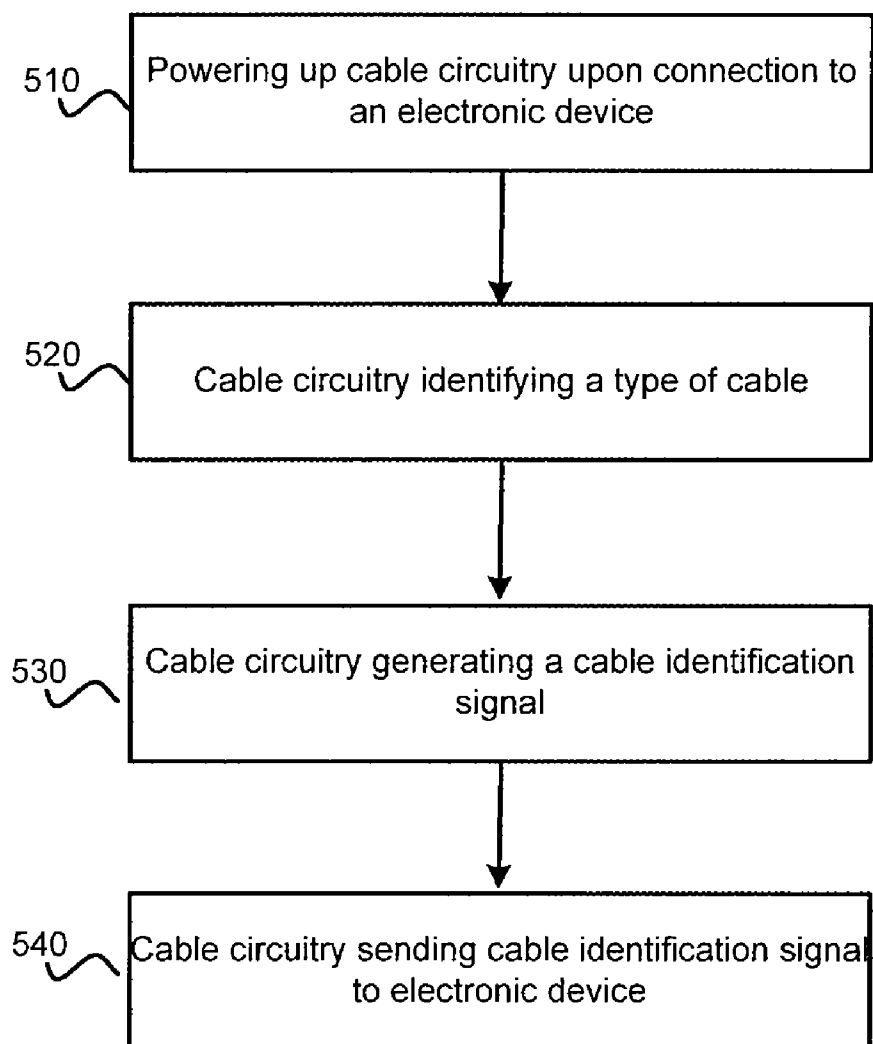 510
Powering up cable circuitry upon connection to
an electronic device
520
Cable circuitry identifying a type of cable
530
Cable circuitry generating a cable identification
signal
540
Cable circuitry sending cable identification signal
to electronic device